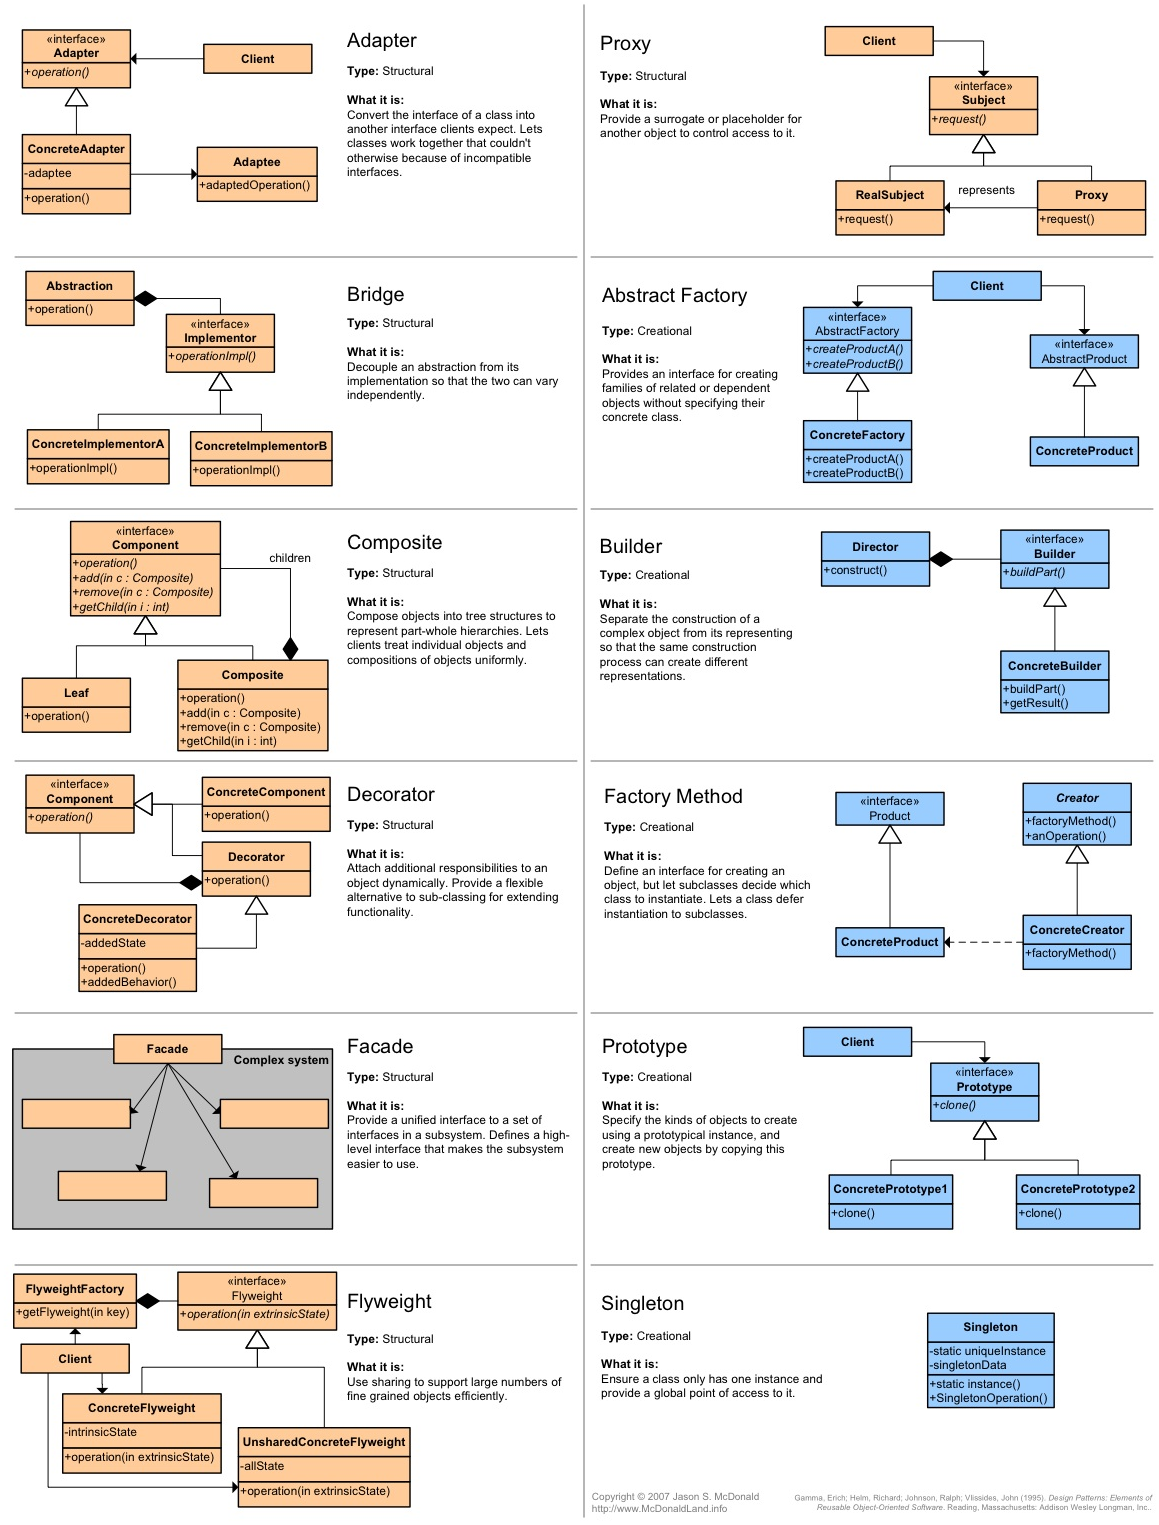 «interface»
Adapter
+operation()
Client
ConcreteAdapter
-adaptee
+operation()
Adaptee
+adaptedOperation()
Adapter
Type: Structural
What it is:
Convert the interface of a class into
another interface clients expect. Lets
classes work together that couldn't
otherwise because of incompatible
interfaces.
Abstraction
+operation()
«interface»
Implementor
+operationImpl()
ConcreteImplementorA
+operationImpl()
ConcreteImplementorB
+operationImpl()
Bridge
Type: Structural
What it is:
Decouple an abstraction from its
implementation so that the two can vary
independently.
«interface»
Component
+operation()
+add(in c : Composite)
+remove(in c : Composite)
+getChild(in i : int)
children
Leaf
+operation()
Composite
+operation()
+add(in c : Composite)
+remove(in c : Composite)
+getChild(in i : int)
Composite
Type: Structural
What it is:
Compose objects into tree structures to
represent part-whole hierarchies. Lets
clients treat individual objects and
compositions of objects uniformly.
«interface»
Component
+operation()
ConcreteComponent
+operation()
Decorator
+operation()
ConcreteDecorator
-addedState
+operation()
+addedBehavior()
Decorator
Type: Structural
What it is:
Attach additional responsibilities to an
object dynamically. Provide a flexible
alternative to sub-classing for extending
functionality.
Facade
Complex system
Facade
Type: Structural
What it is:
Provide a unified interface to a set of
interfaces in a subsystem. Defines a high-
level interface that makes the subsystem
easier to use.
FlyweightFactory
+getFlyweight(in key)
«interface»
Flyweight
+operation(in extrinsicState)
Client
ConcreteFlyweight
-intrinsicState
+operation(in extrinsicState)
UnsharedConcreteFlyweight
-allState
+operation(in extrinsicState)
Flyweight
Type: Structural
What it is:
Use sharing to support large numbers of
fine grained objects efficiently.
Proxy
Type: Structural
What it is:
Provide a surrogate or placeholder for
another object to control access to it.
Client
«interface»
Subject
+request()
RealSubject
+request()
represents
Proxy
+request()
Abstract Factory
Type: Creational
What it is:
Provides an interface for creating
families of related or dependent
objects without specifying their
concrete class.
Client
«interface»
AbstractFactory
+createProductA()
+createProductB()
«interface»
AbstractProduct
ConcreteFactory
+createProductA()
+createProductB()
ConcreteProduct
Builder
Type: Creational
What it is:
Separate the construction of a
complex object from its representing
so that the same construction
process can create different
representations.
Director
+construct()
«interface»
Builder
+buildPart()
ConcreteBuilder
+buildPart()
+getResult()
Factory Method
Type: Creational
What it is:
Define an interface for creating an
object, but let subclasses decide which
class to instantiate. Lets a class defer
instantiation to subclasses.
«interface»
Product
Creator
+factoryMethod()
+anOperation()
ConcreteProduct
ConcreteCreator
+factoryMethod()
Prototype
Type: Creational
What it is:
Specify the kinds of objects to create
using a prototypical instance, and
create new objects by copying this
prototype.
Client
«interface»
Prototype
+clone()
ConcretePrototype1
+clone()
ConcretePrototype2
+clone()
Singleton
Type: Creational
What it is:
Ensure a class only has one instance and
provide a global point of access to it.
Singleton
-static uniqueInstance
-singletonData
+static instance()
+SingletonOperation()
Copyright © 2007 Jason S. McDonald
http://www.McDonaldLand.info
Gamma, Erich; Helm, Richard; Johnson, Ralph; Vlissides, John (1995). Design Patterns: Elements of
Reusable Object-Oriented Software. Reading, Massachusetts: Addison Wesley Longman, Inc..